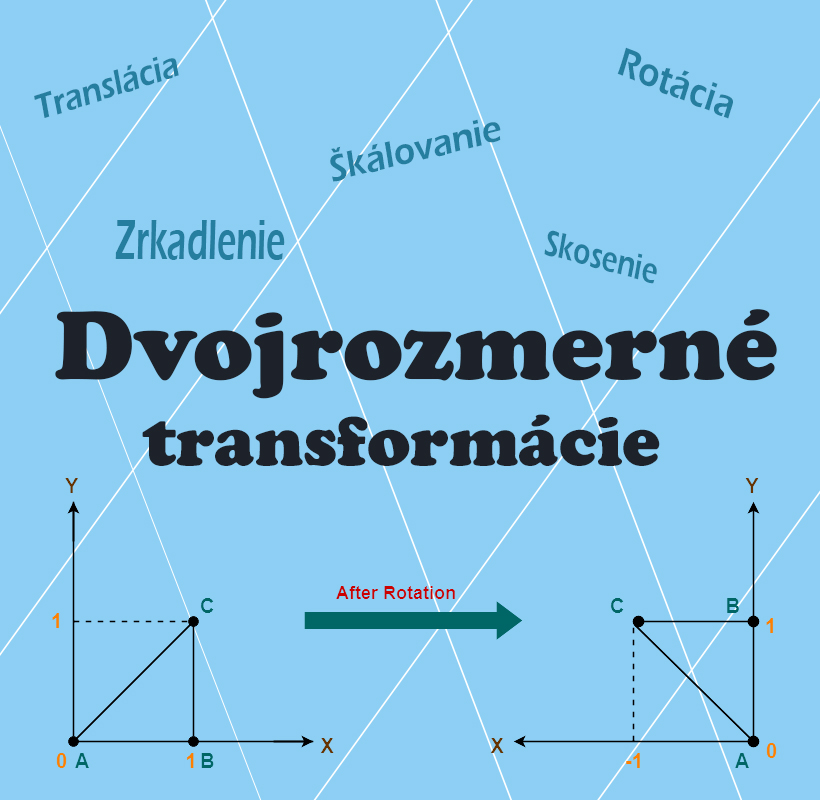 Translácia
Rotácia
Škálovanie
Zrkadlenie
Skosenie
Dvojrozmerné
transformácie
Y
Y
After Rotation
C
C
B
1
1
X
X
0
A
1
B
-1
A
0